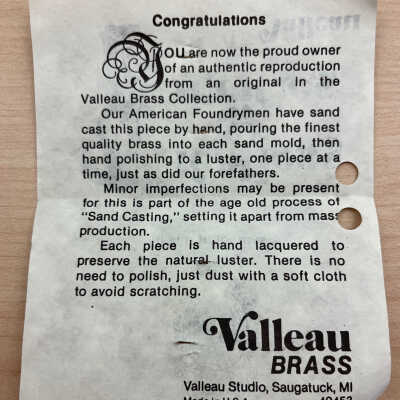 Congratulations
YOU are now the proud owner
of an authentic reproduction
from an original in the
Valleau Brass Collection.
Our American Foundrymen have sand
cast this piece by hand, pouring the finest
quality brass into each sand mold, then
hand polishing to a luster, one piece at a
time, just as did our forefathers.
Minor imperfections may be present
for this is part of the age old process of
"Sand Casting," setting it apart from mass
production.
Each piece is hand lacquered to
preserve the natural luster. There is no
need to polish, just dust with a soft cloth
to avoid scratching.
Valleau
BRASS
Valleau Studio, Saugatuck, MI
Made in U.S.A. 49453